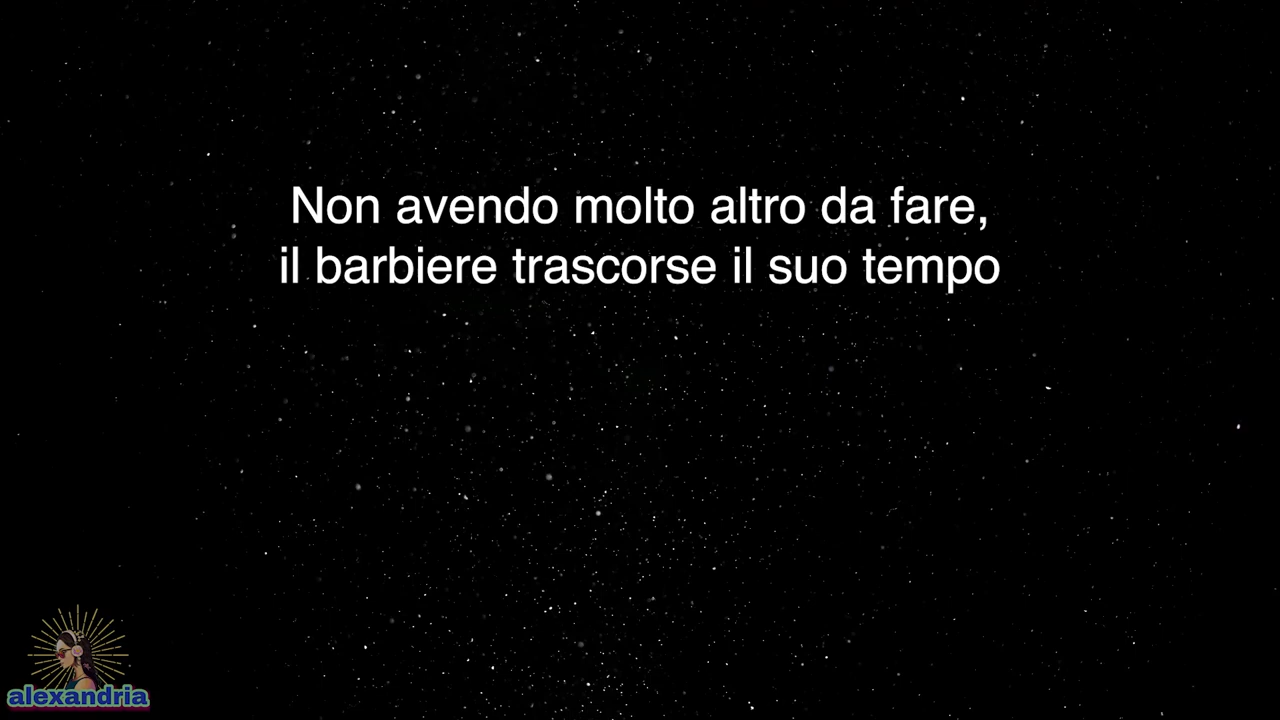 Non avendo molto altro da fare,
il barbiere trascorse il suo tempo
alexandria